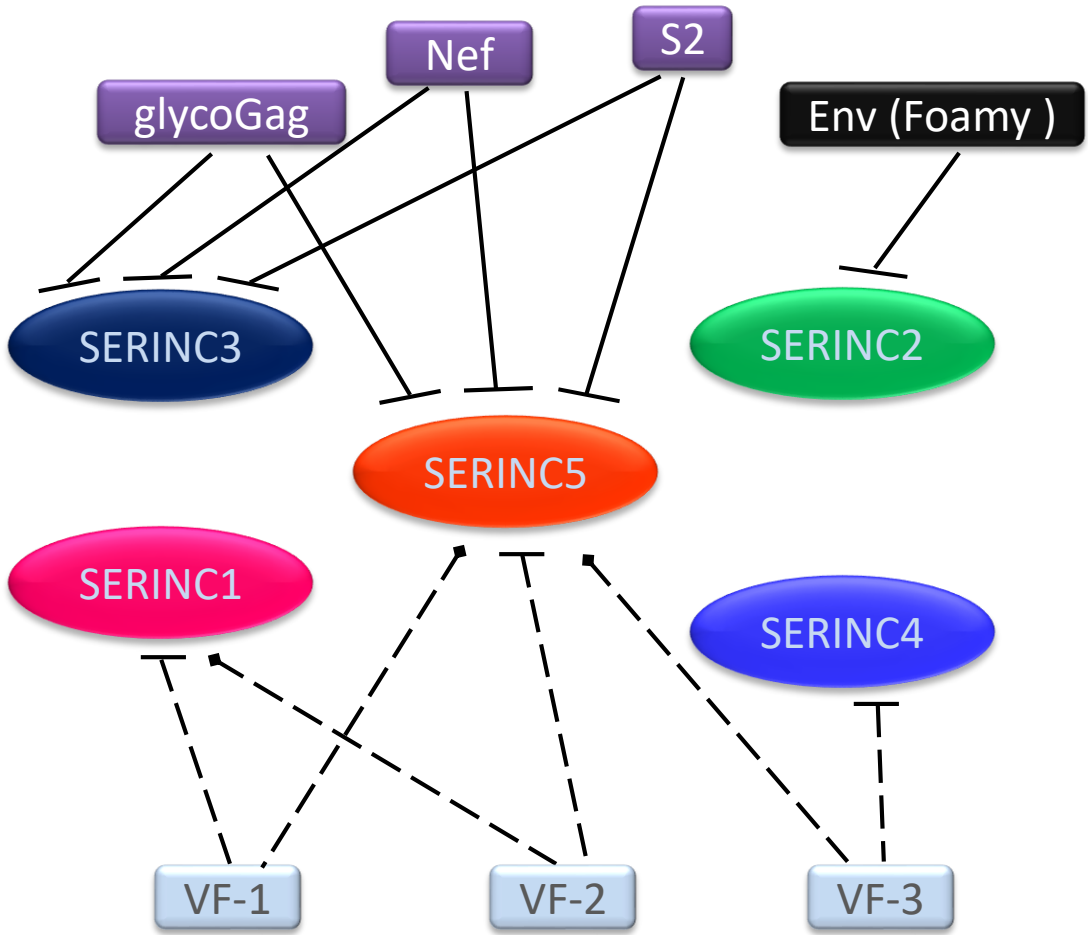 Nef
S2
glycoGag
Env (Foamy )
SERINC3
SERINC2
SERINC5
SERINC1
SERINC4
VF-1
VF-2
VF-3